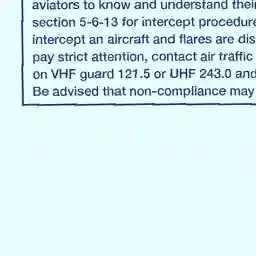 aviators to know and understand their
section 5-6-13 for intercept procedure
intercept an aircraft and flares are dis
pay strict attention, contact air traffic
on VHF guard 121.5 or UHF 243.0 and
Be advised that non-compliance may